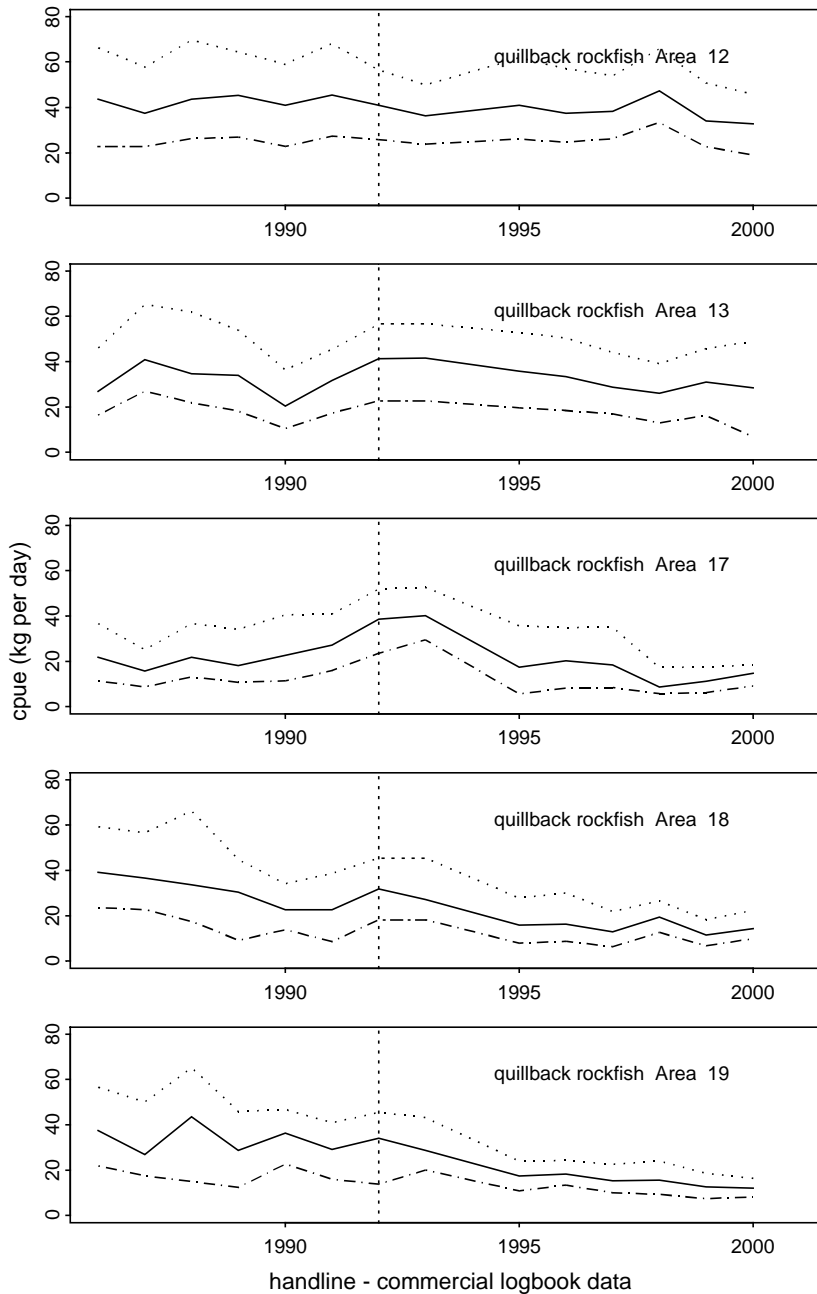 80
60
40
20
0
quillback rockfish Area 12
1990 1995 2000
80
60
40
20
0
quillback rockfish Area 13
1990 1995 2000
cpue (kg per day)
80
60
40
20
0
quillback rockfish Area 17
1990 1995 2000
80
60
40
20
0
quillback rockfish Area 18
1990 1995 2000
80
60
40
20
0
quillback rockfish Area 19
1990 1995 2000
handline - commercial logbook data